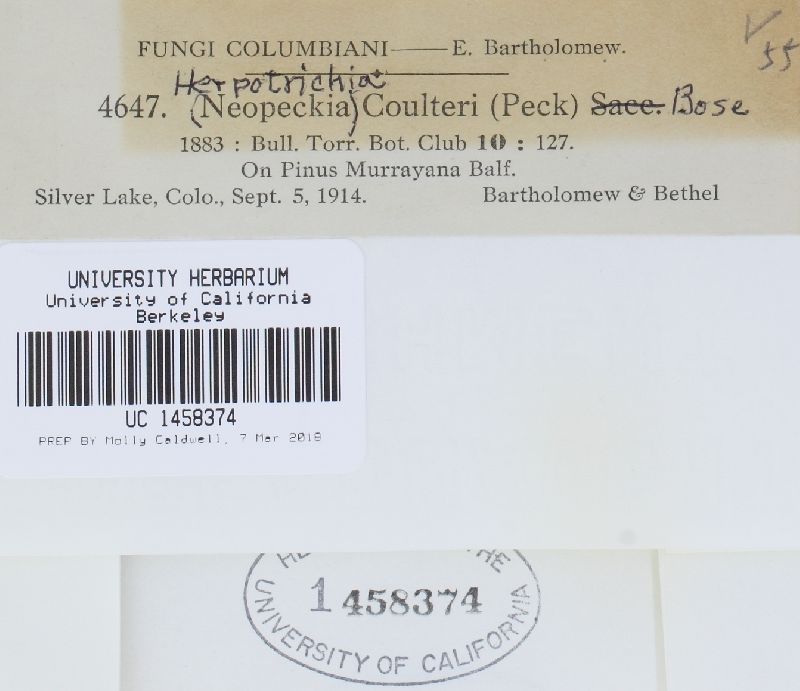 FUNGI COLUMBIANI——E. Bartholomew.
V 55
Herpotrichia
4647. (Neopeckia) Coulteri (Peck) Sacc. Bose
1883 : Bull. Torr. Bot. Club 10 : 127.
On Pinus Murrayana Balf.
Silver Lake, Colo., Sept. 5, 1914. Bartholomew & Bethel
UNIVERSITY HERBARIUM
University of California
Berkeley
UC 1458374
PREP BY Molly Caldwell, 7 Mar 2018
1458374
UNIVERSITY OF CALIFORNIA